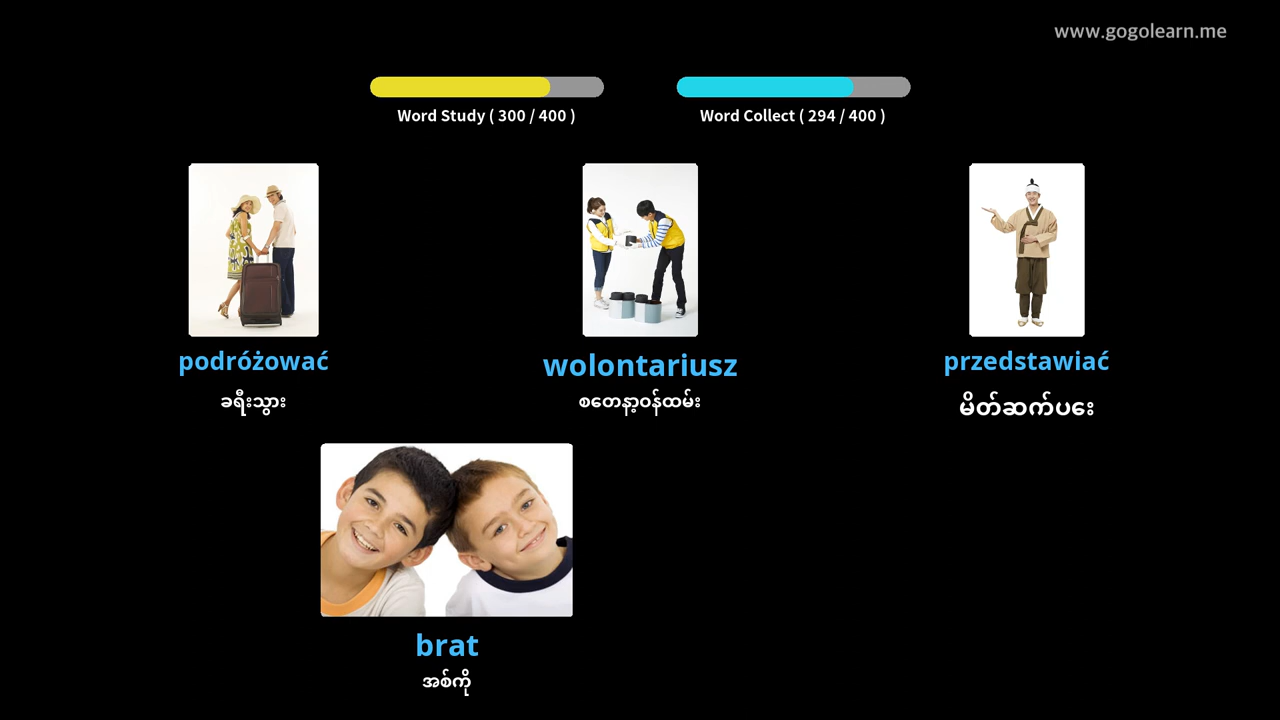 www.gogolearn.me
Word Study ( 300 / 400 )
Word Collect ( 294 / 400 )
podróżować
wolontariusz
przedstawiać
ခရီးသွား
စတေနာ့ဝန်ထမ်း
မိတ်ဆက်ပေး
brat
အစ်ကို